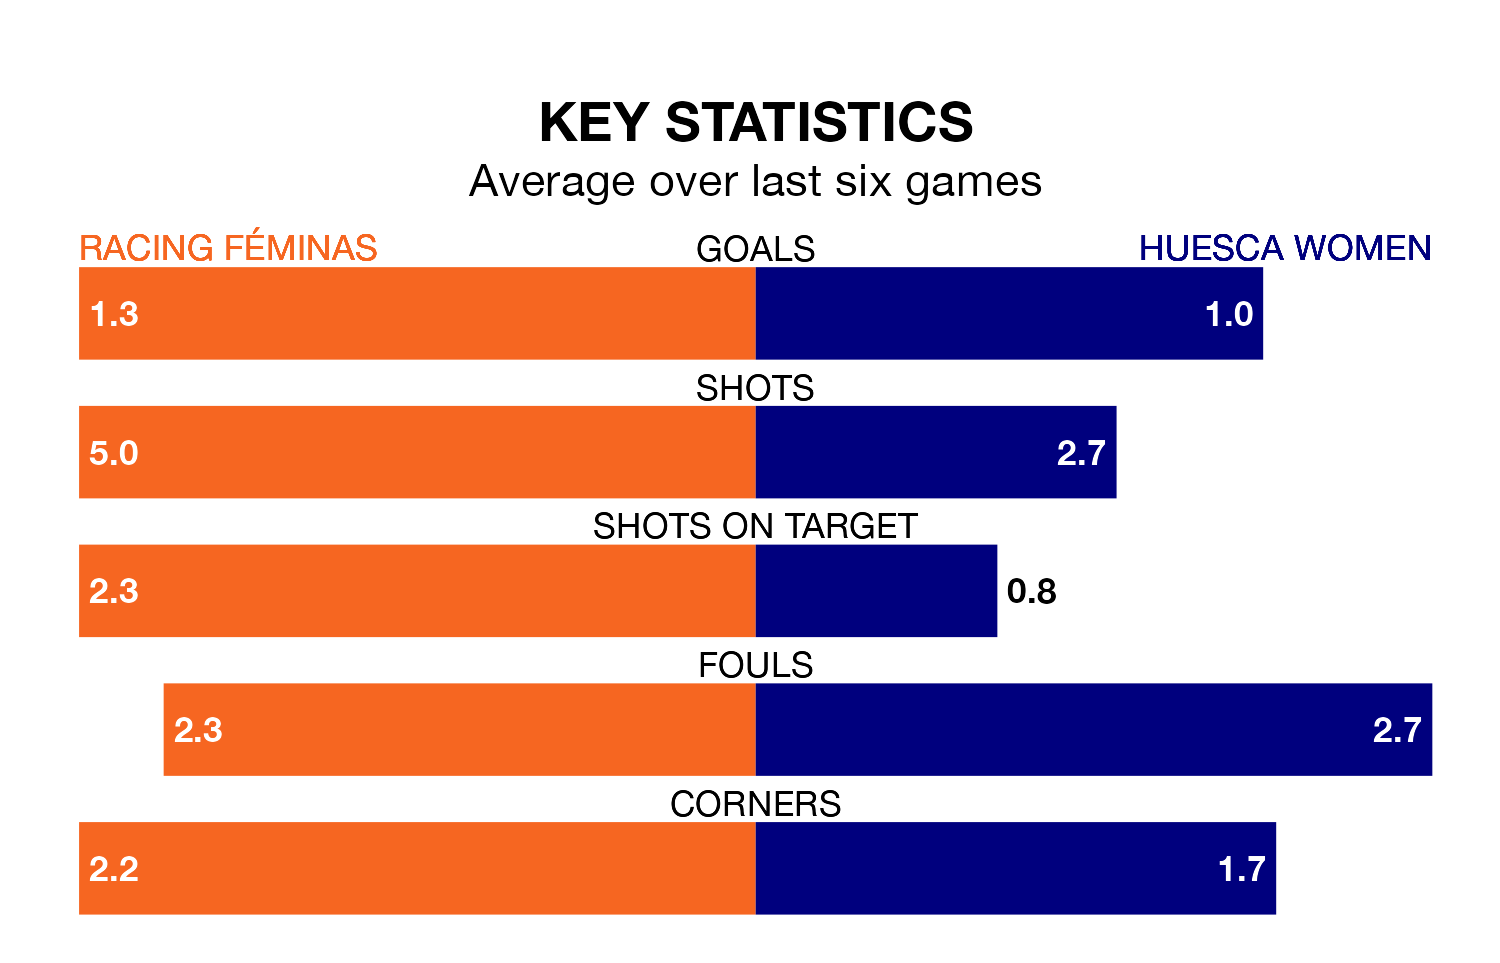 KEY STATISTICS
Average over last six games
RACING FÉMINAS GOALS HUESCA WOMEN
1.3 1.0
SHOTS
5.0 2.7
SHOTS ON TARGET
2.3 0.8
FOULS
2.3 2.7
CORNERS
2.2 1.7